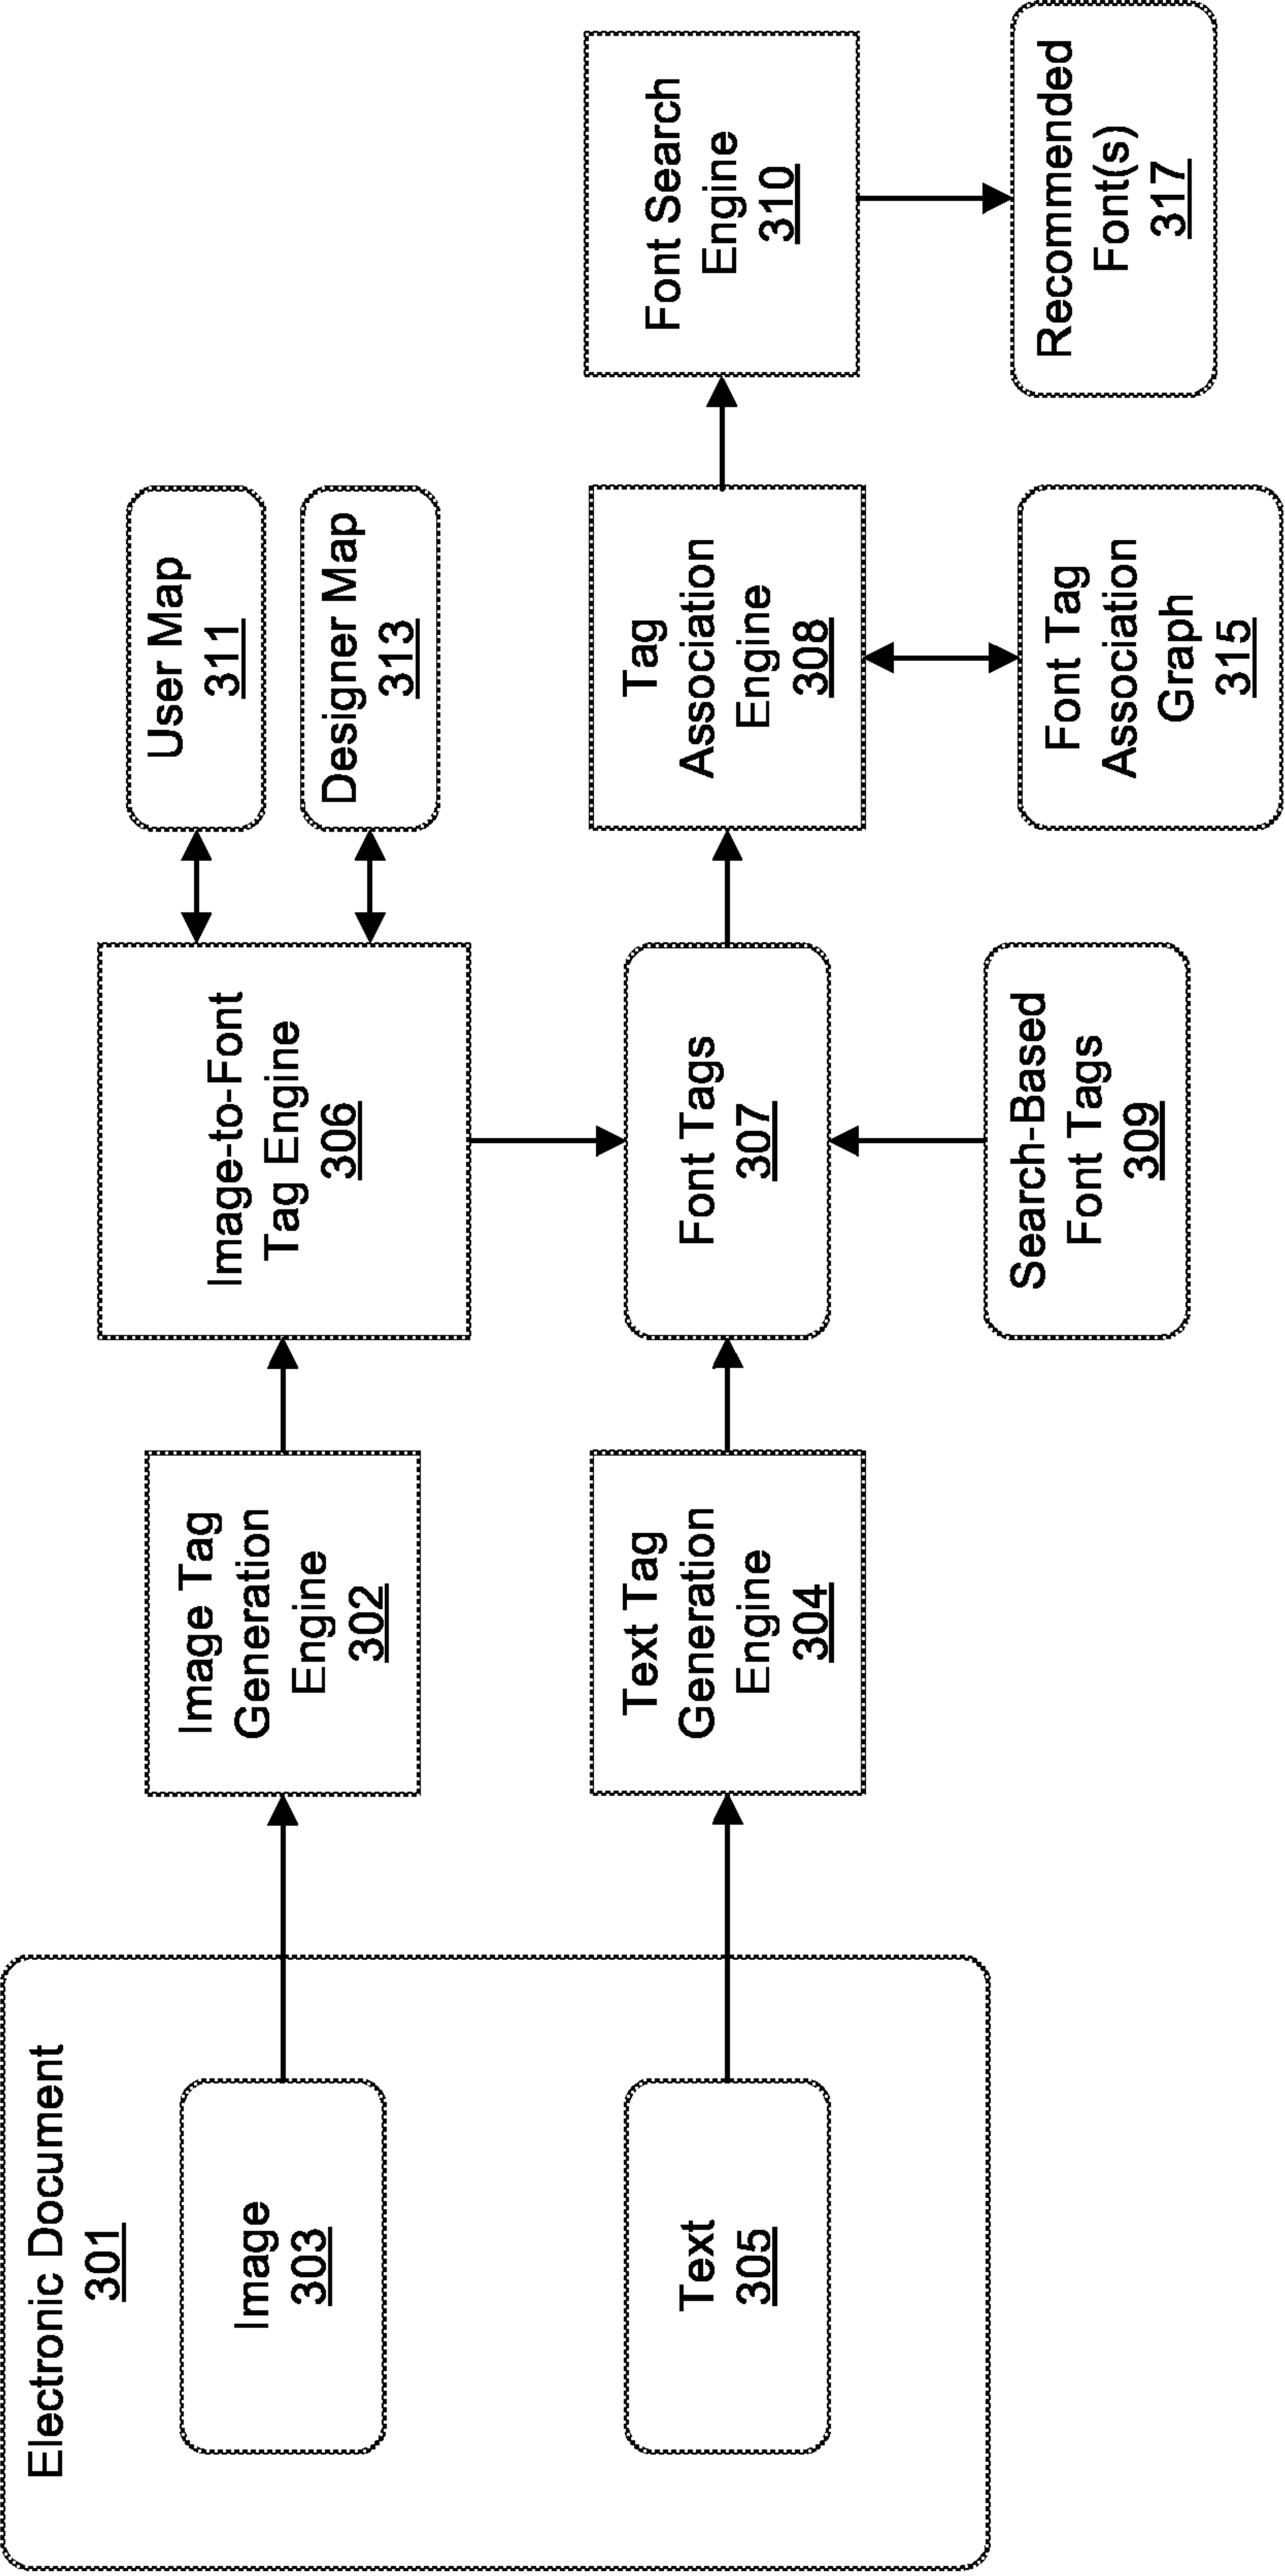 Electronic Document
301
Image
303
Text
305
Image Tag
Generation
Engine
302
Text Tag
Generation
Engine
304
Image-to-Font
Tag Engine
306
Font Tags
307
Search-Based
Font Tags
309
User Map
311
Designer Map
313
Tag
Association
Engine
308
Font Tag
Association
Graph
315
Font Search
Engine
310
Recommended
Font(s)
317